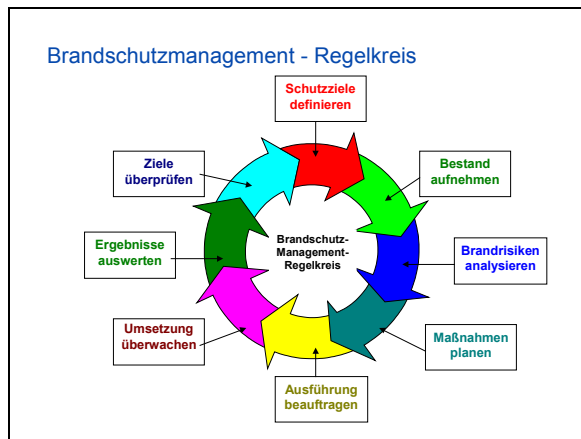 Brandschutzmanagement - Regelkreis
Schutzziele
definieren
Bestand
aufnehmen
Brandrisiken
analysieren
Maßnahmen
planen
Ausführung
beauftragen
Umsetzung
überwachen
Ergebnisse
auswerten
Ziele
überprüfen
Brandschutz-
Management-
Regelkreis